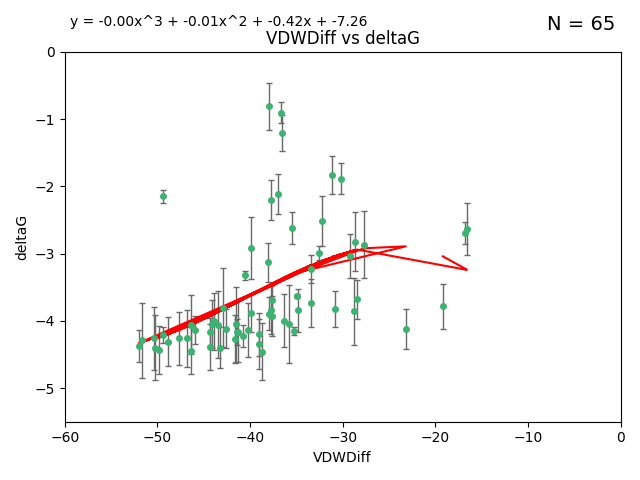 y = -0.00x^3 + -0.01x^2 + -0.42x + -7.26
N = 65
VDWDiff vs deltaG
0
−1
−2
−3
−4
−5
deltaG
−60
−50
−40
−30
−20
−10
0
VDWDiff